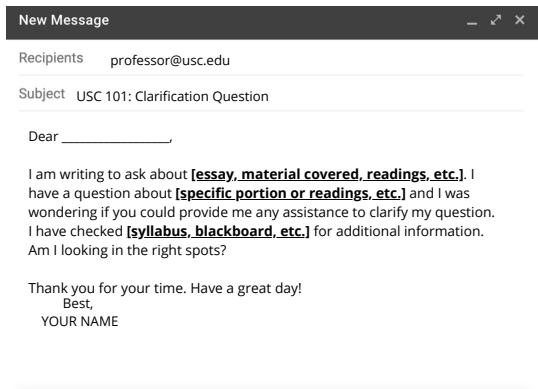 New Message
Recipients professor@usc.edu
Subject USC 101: Clarification Question
Dear __________________,
I am writing to ask about [essay, material covered, readings, etc.]. I
have a question about [specific portion or readings, etc.] and I was
wondering if you could provide me any assistance to clarify my question.
I have checked [syllabus, blackboard, etc.] for additional information.
Am I looking in the right spots?
Thank you for your time. Have a great day!
Best,
YOUR NAME